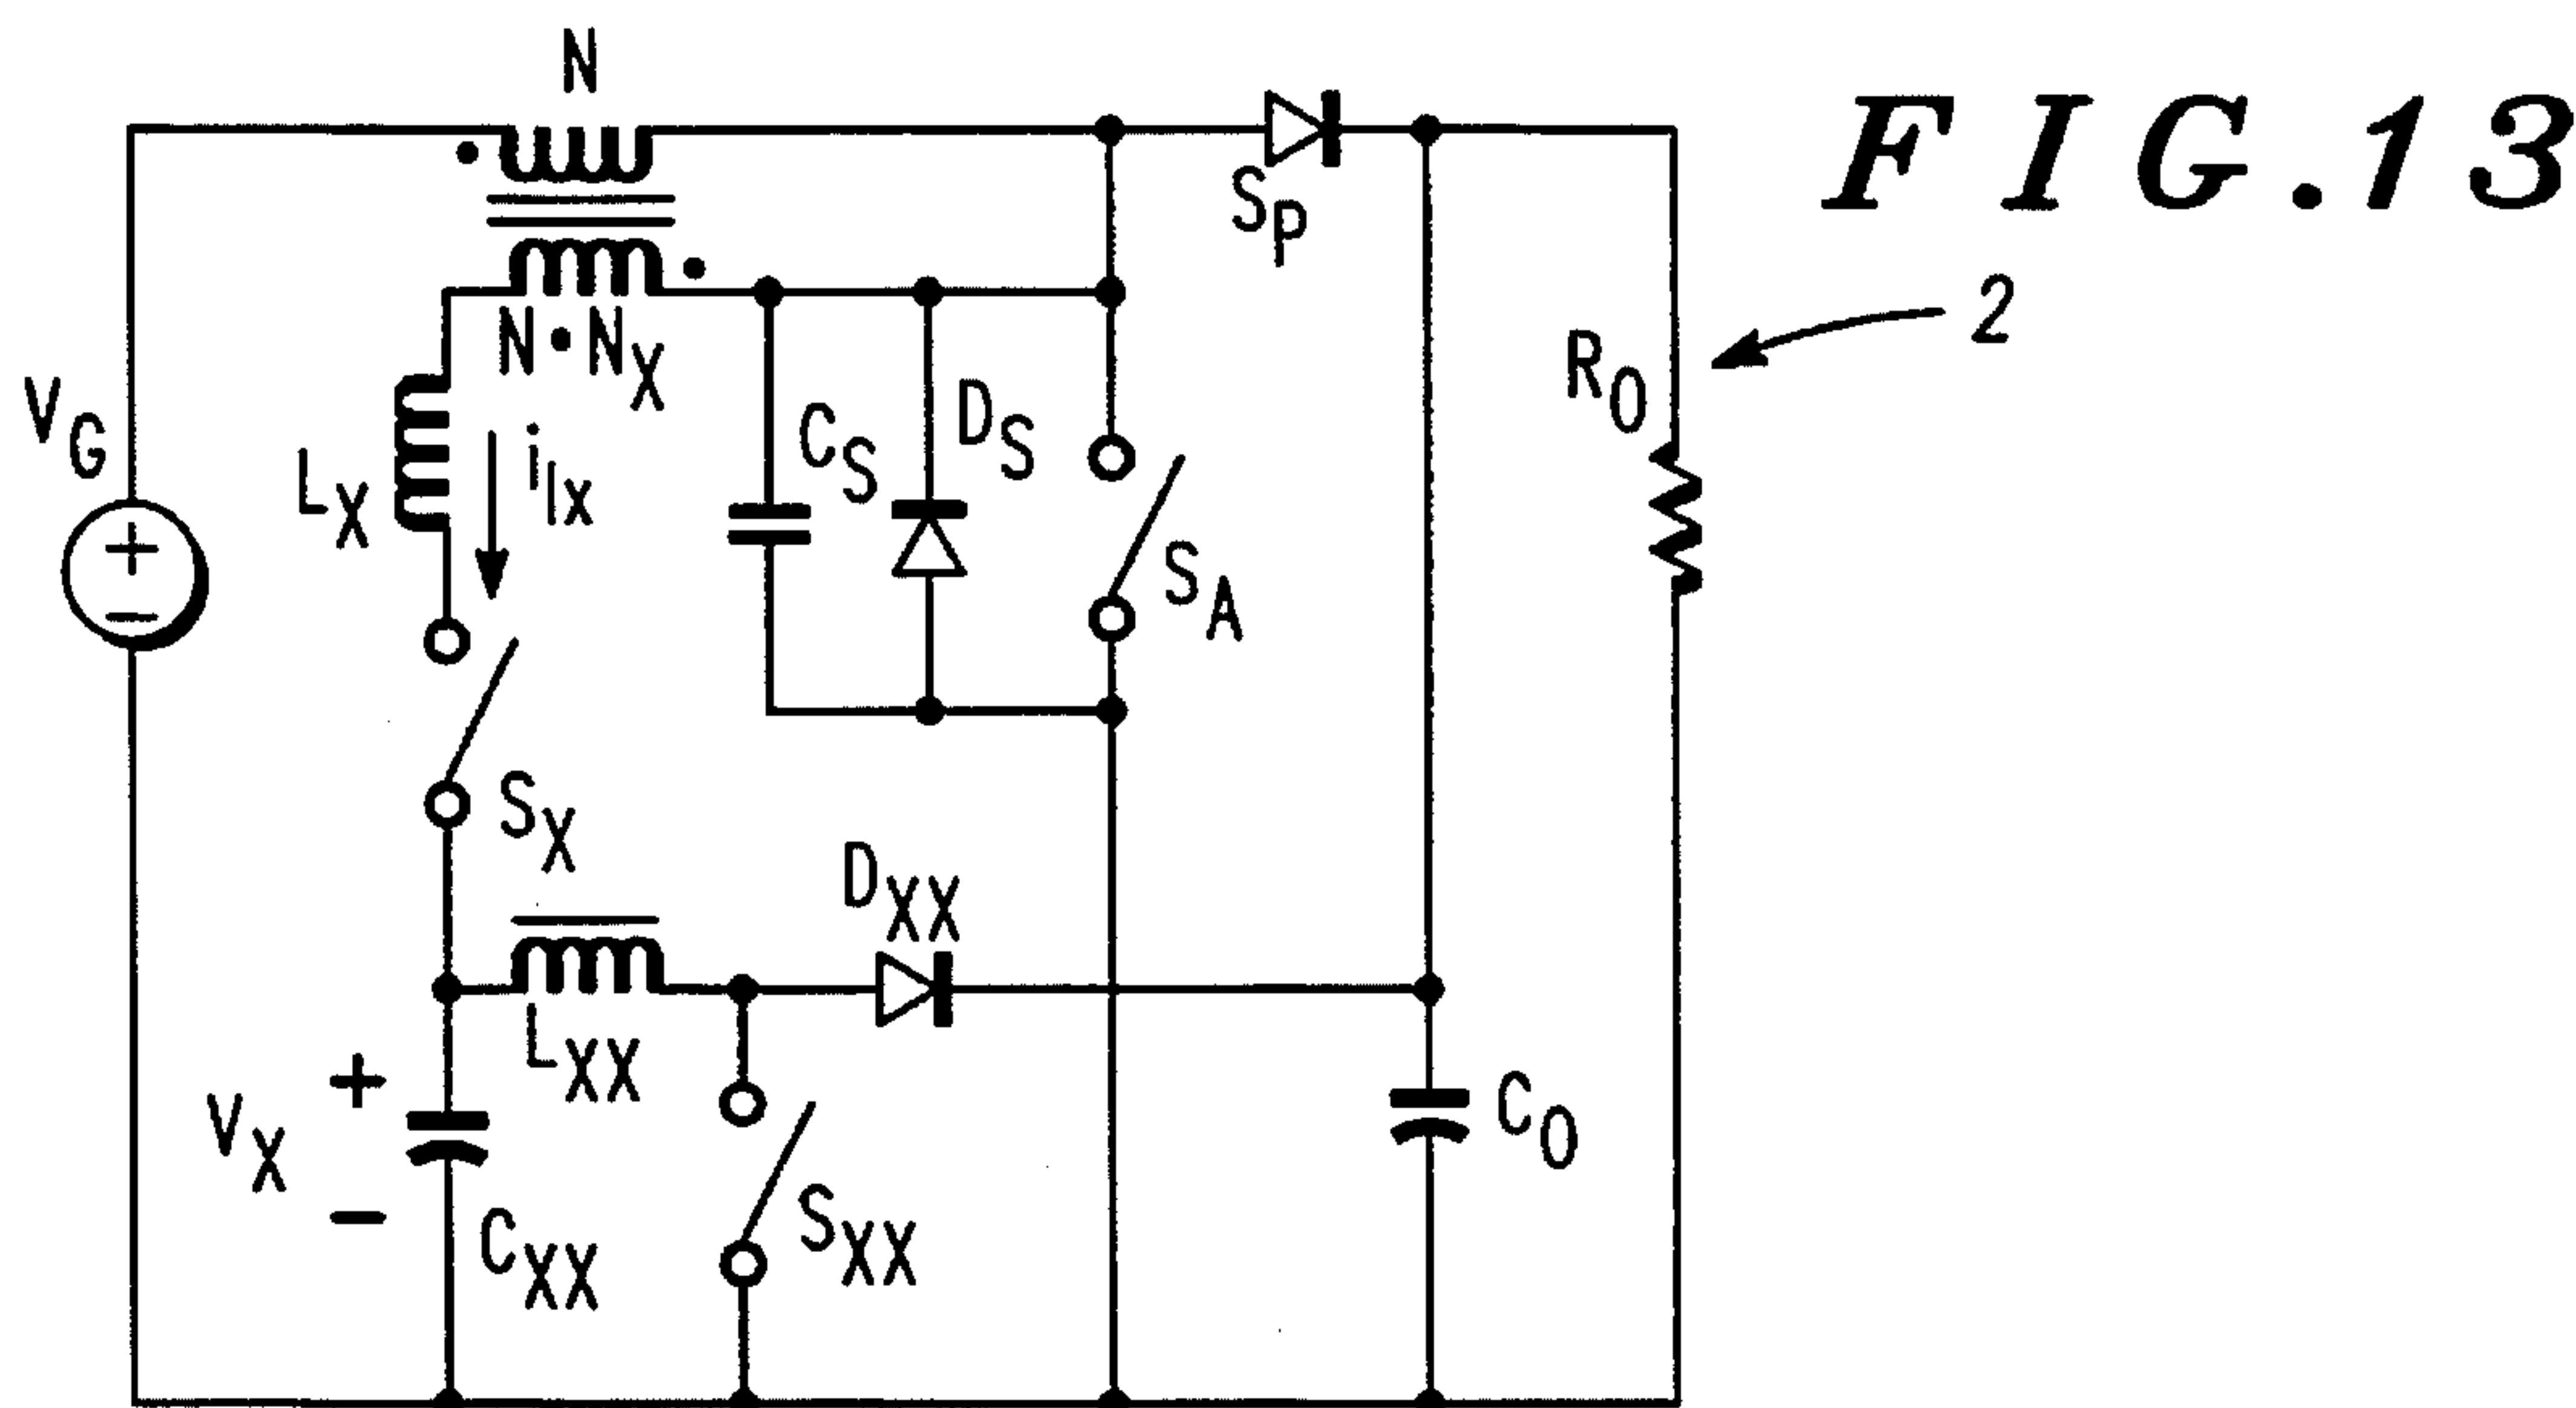 N
FIG.13
S_P
2
N•N_X
R_O
V_G
+
−
L_X
i_lx
C_S
D_S
S_A
S_X
D_XX
L_XX
V_X
+
−
C_XX
S_XX
C_O